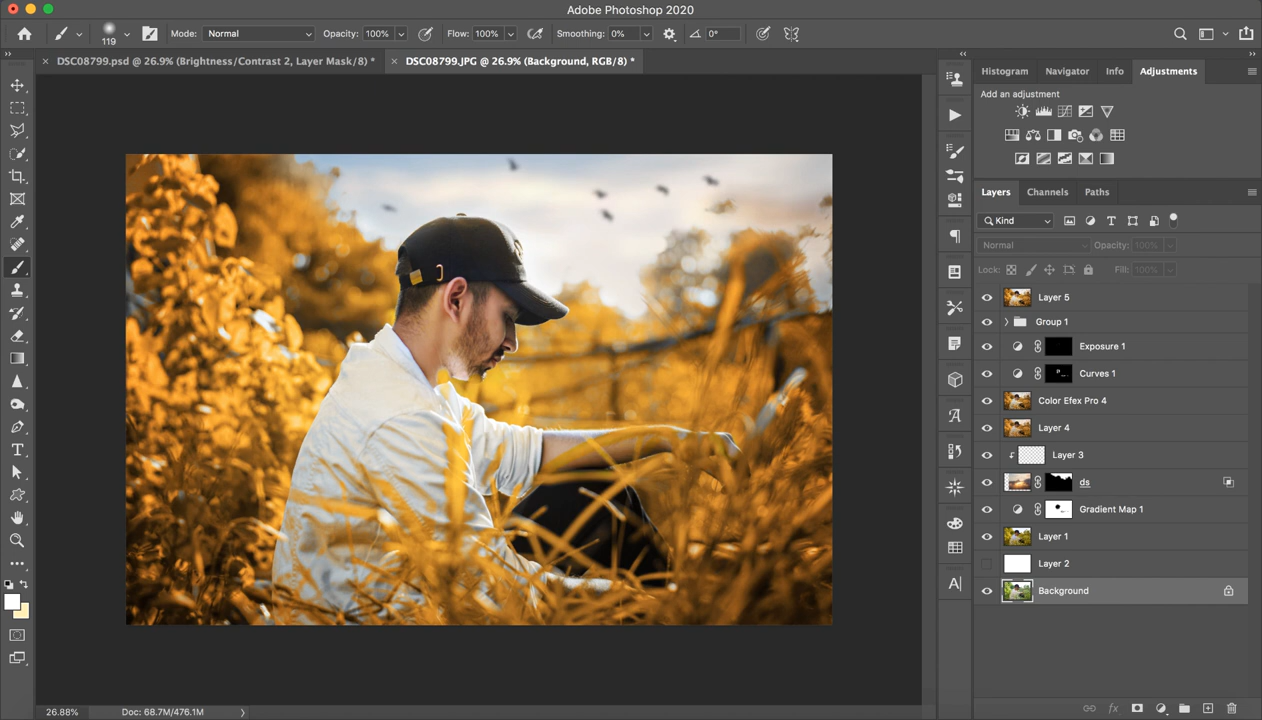 Adobe Photoshop 2020
119 Mode: Normal Opacity: 100% Flow: 100% Smoothing: 0% 0°
DSC08799.psd @ 26.9% (Brightness/Contrast 2, Layer Mask/8) * DSC08799.JPG @ 26.9% (Background, RGB/8) *
Histogram Navigator Info Adjustments
Add an adjustment
Layers Channels Paths
Kind
Normal Opacity: 100%
Lock: Fill: 100%
Layer 5
Group 1
Exposure 1
Curves 1
Color Efex Pro 4
Layer 4
Layer 3
ds
Gradient Map 1
Layer 1
Layer 2
Background
26.88% Doc: 68.7M/476.1M